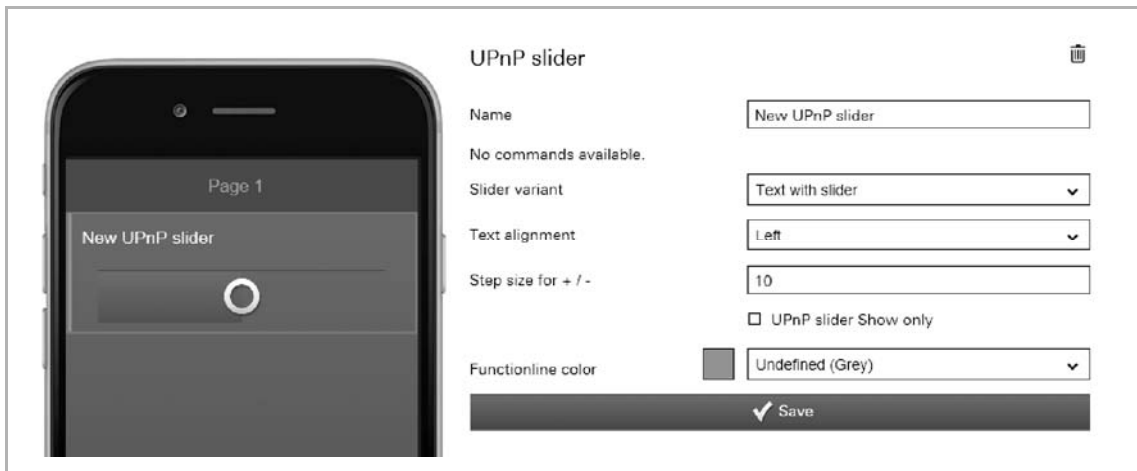 Page 1
New UPnP slider
UPnP slider
Name
New UPnP slider
No commands available.
Slider variant
Text with slider
Text alignment
Left
Step size for + / -
10
UPnP slider Show only
Functionline color
Undefined (Grey)
Save